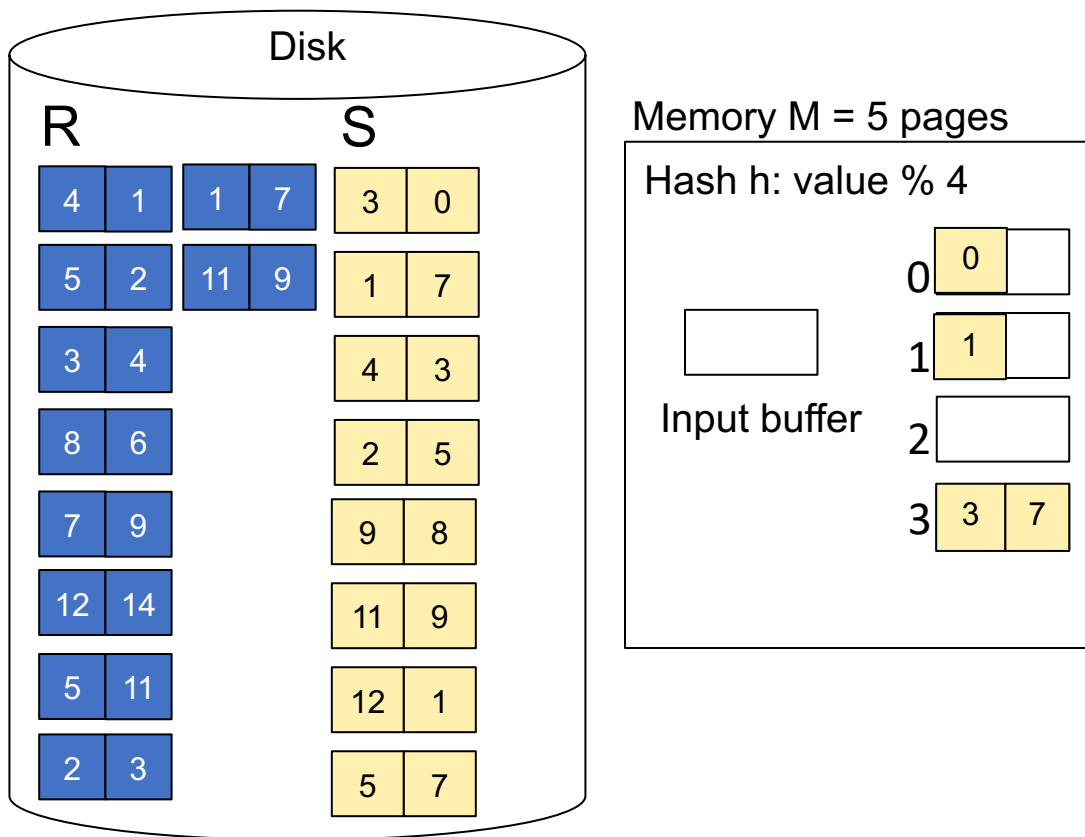 Disk
R S
4 1 1 7 3 0
5 2 11 9 1 7
3 4 4 3
8 6 2 5
7 9 9 8
12 14 11 9
5 11 12 1
2 3 5 7
Memory M = 5 pages
Hash h: value % 4
0 0
1 1
Input buffer
2
3 3 7